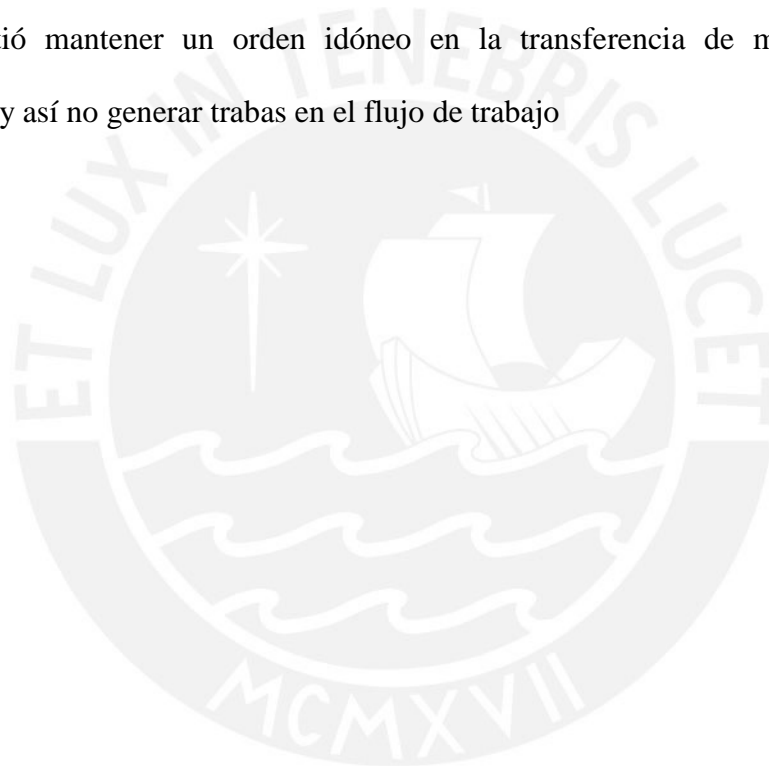 mantener un orden idóneo en la transferencia de
y así no generar trabas en el flujo de trabajo
ET LUX IN TENEBRIS LUCET
MCMXVII